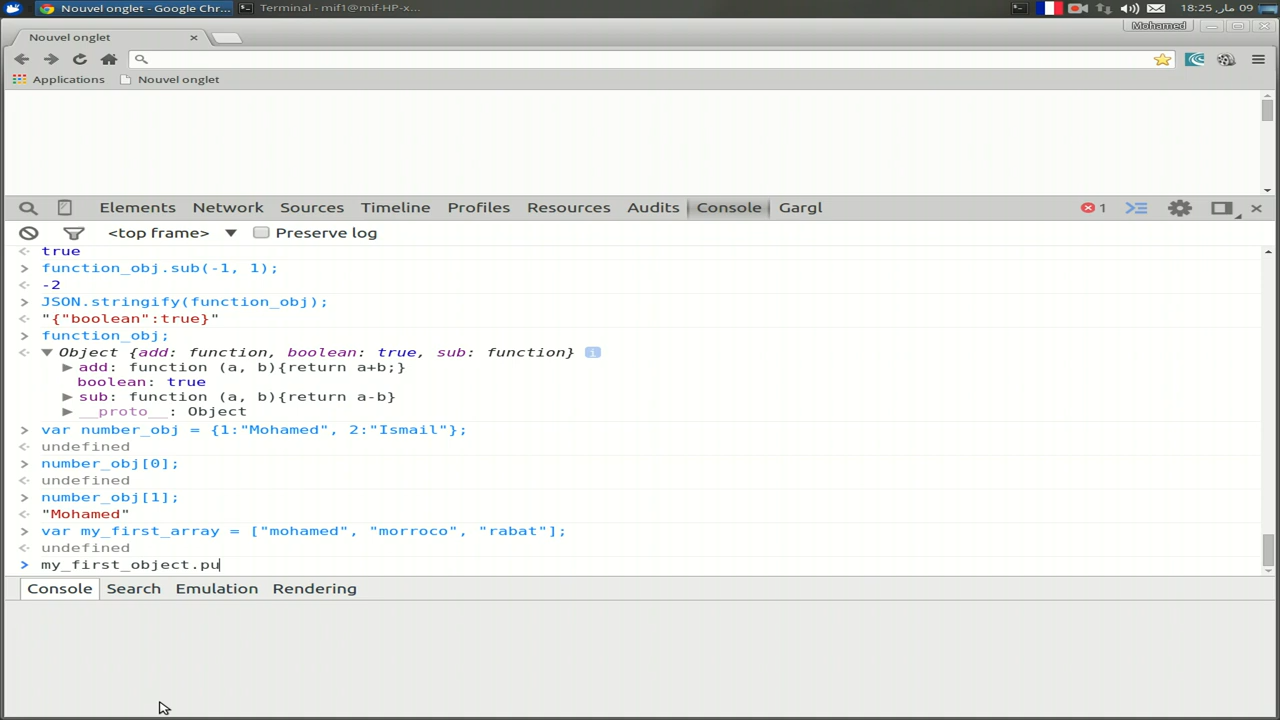 Nouvel onglet - Google Chr...
Terminal - mif1@mif-HP-x...
18:25 ,مار 09
Nouvel onglet
Mohamed
Applications
Nouvel onglet
Elements Network Sources Timeline Profiles Resources Audits Console Gargl
1
<top frame>
Preserve log
true
function_obj.sub(-1, 1);
-2
JSON.stringify(function_obj);
"{"boolean":true}"
function_obj;
Object {add: function, boolean: true, sub: function}
add: function (a, b){return a+b;}
boolean: true
sub: function (a, b){return a-b}
__proto__: Object
var number_obj = {1:"Mohamed", 2:"Ismail"};
undefined
number_obj[0];
undefined
number_obj[1];
"Mohamed"
var my_first_array = ["mohamed", "morroco", "rabat"];
undefined
my_first_object.pu
Console Search Emulation Rendering